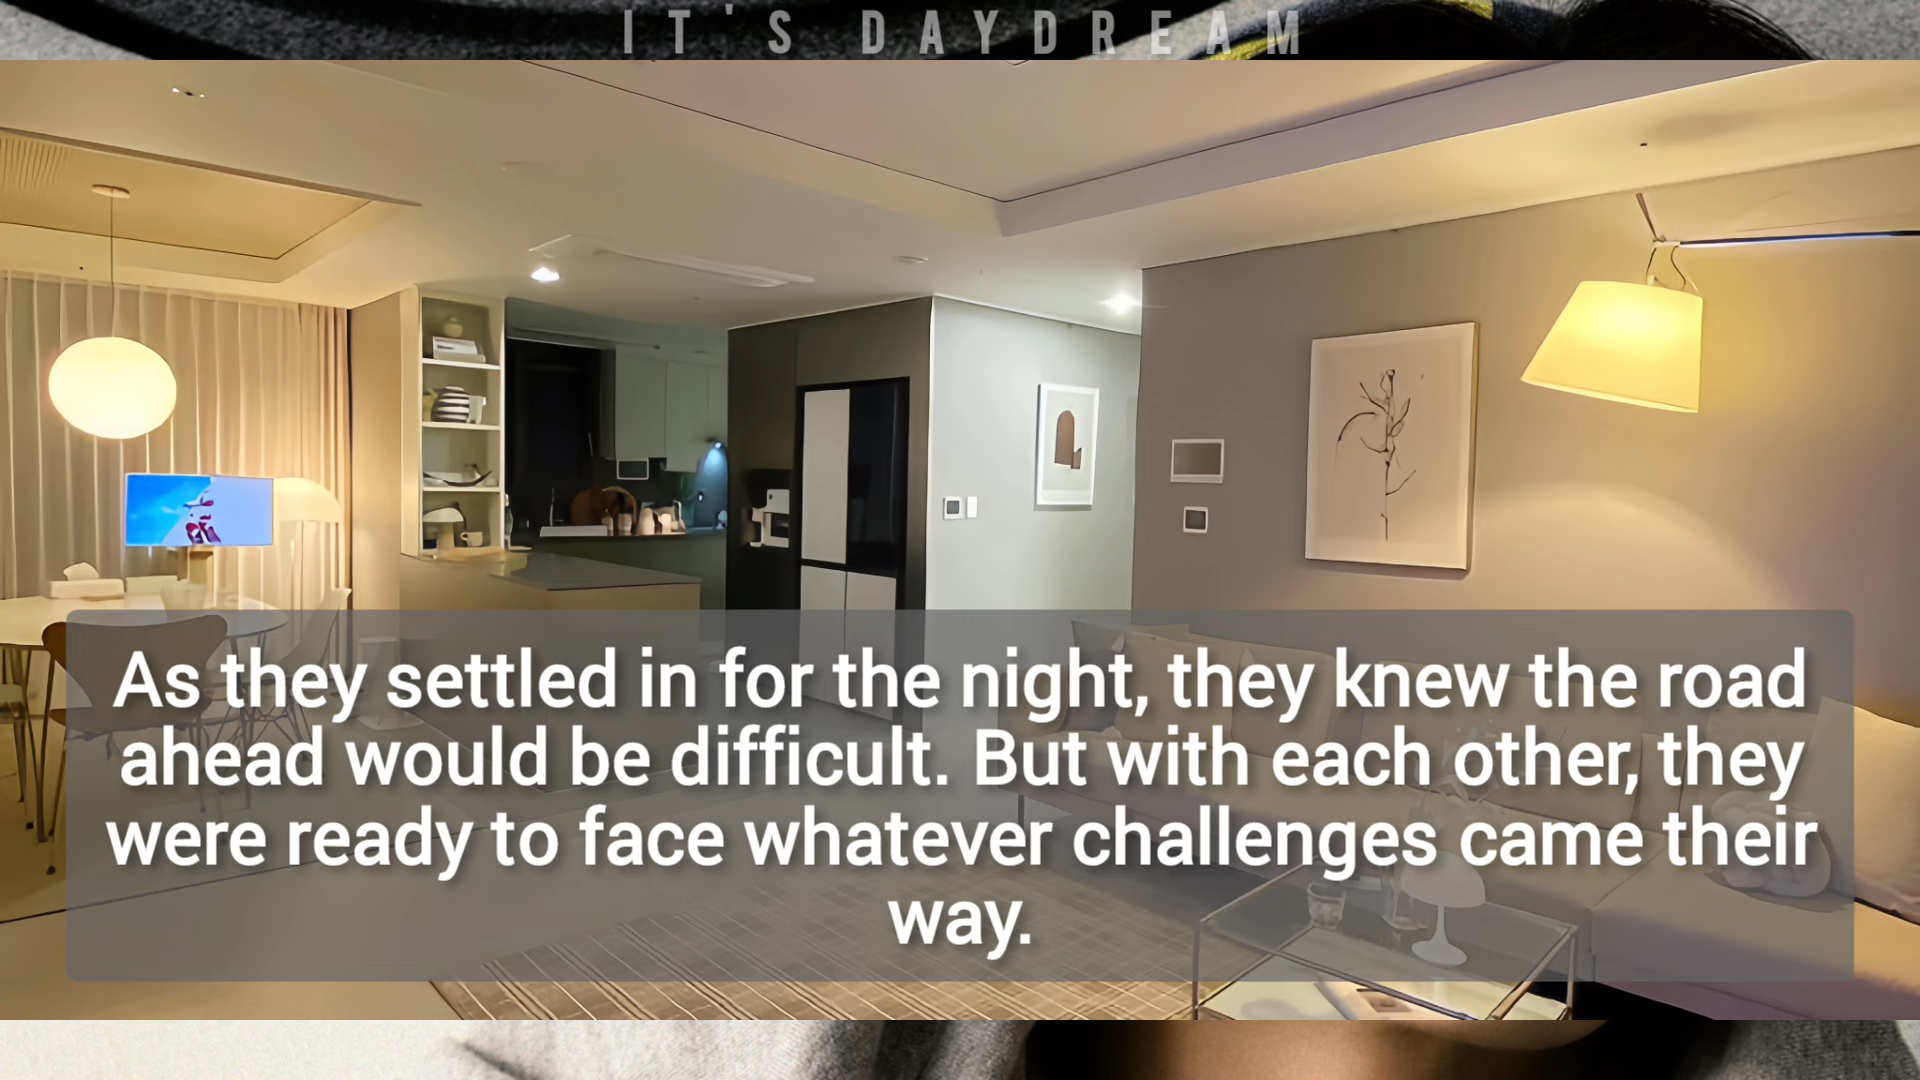 IT'S DAYDREAM
As they settled in for the night, they knew the road
ahead would be difficult. But with each other, they
were ready to face whatever challenges came their
way.